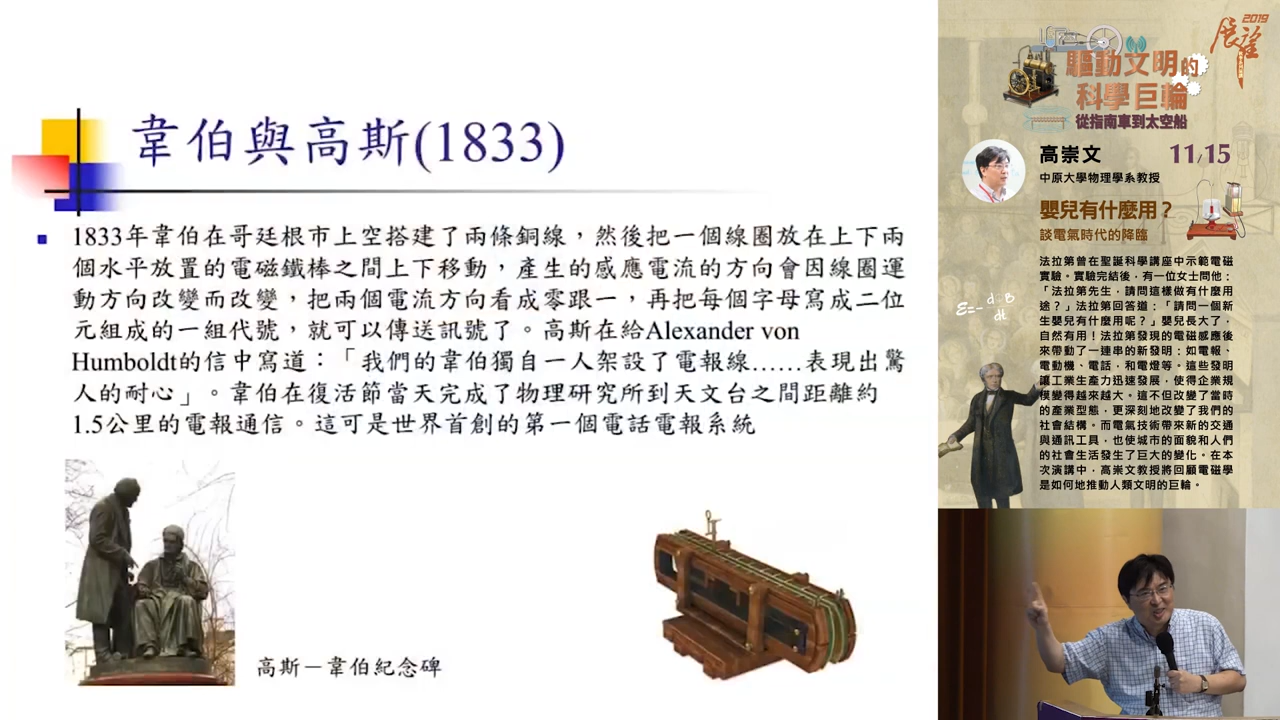 韋伯與高斯(1833)
1833年韋伯在哥廷根市上空搭建了兩條銅線，然後把一個線圈放在上下兩
個水平放置的電磁鐵棒之間上下移動，產生的感應電流的方向會因線圈運
動方向改變而改變，把兩個電流方向看成零跟一，再把每個字母寫成二位
元組成的一組代號，就可以傳送訊號了。高斯在給Alexander von
Humboldt的信中寫道：「我們的韋伯獨自一人架設了電報線……表現出驚
人的耐心」。韋伯在復活節當天完成了物理研究所到天文台之間距離約
1.5公里的電報通信。這可是世界首創的第一個電話電報系統
高斯－韋伯紀念碑
2019
展望
驅動文明的
科學巨輪
從指南車到太空船
高崇文
11/15
中原大學物理學系教授
嬰兒有什麼用？
談電氣時代的降臨
法拉第曾在聖誕科學講座中示範電磁
實驗。實驗完結後，有一位女士問他：
「法拉第先生，請問這樣做有什麼用
途？」法拉第回答道：「請問一個新
生嬰兒有什麼用呢？」嬰兒長大了，
自然有用！法拉第發現的電磁感應後
來帶動了一連串的新發明：如電報、
電動機、電話，和電燈等。這些發明
讓工業生產力迅速發展，使得企業規
模變得越來越大。這不但改變了當時
的產業型態，更深刻地改變了我們的
社會結構。而電氣技術帶來新的交通
與通訊工具，也使城市的面貌和人們
的社會生活發生了巨大的變化。在本
次演講中，高崇文教授將回顧電磁學
是如何地推動人類文明的巨輪。